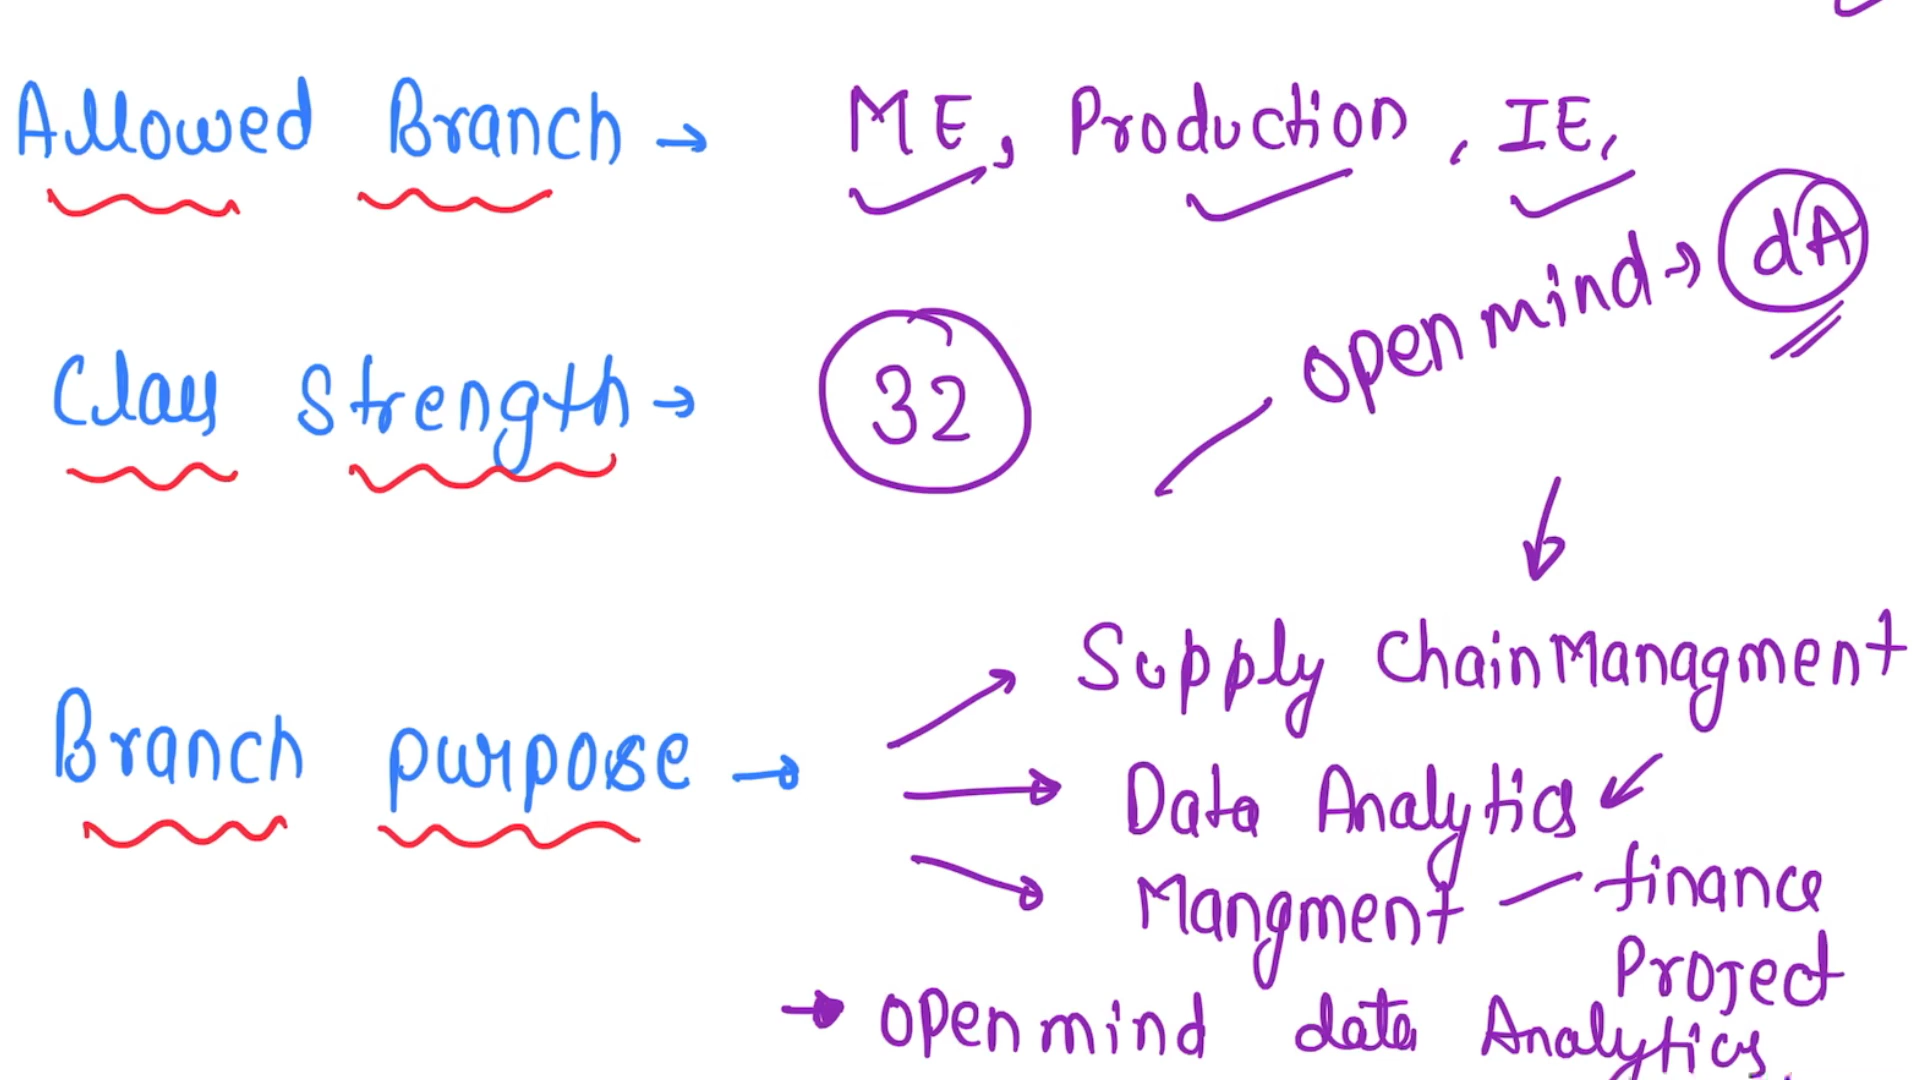 Allowed Branch → ME, Production, IE,
open mind → dA
Class Strength → 32
Branch purpose → Supply Chain Managment
Data Analytics
Mangment — finance
Project
→ open mind data Analytics